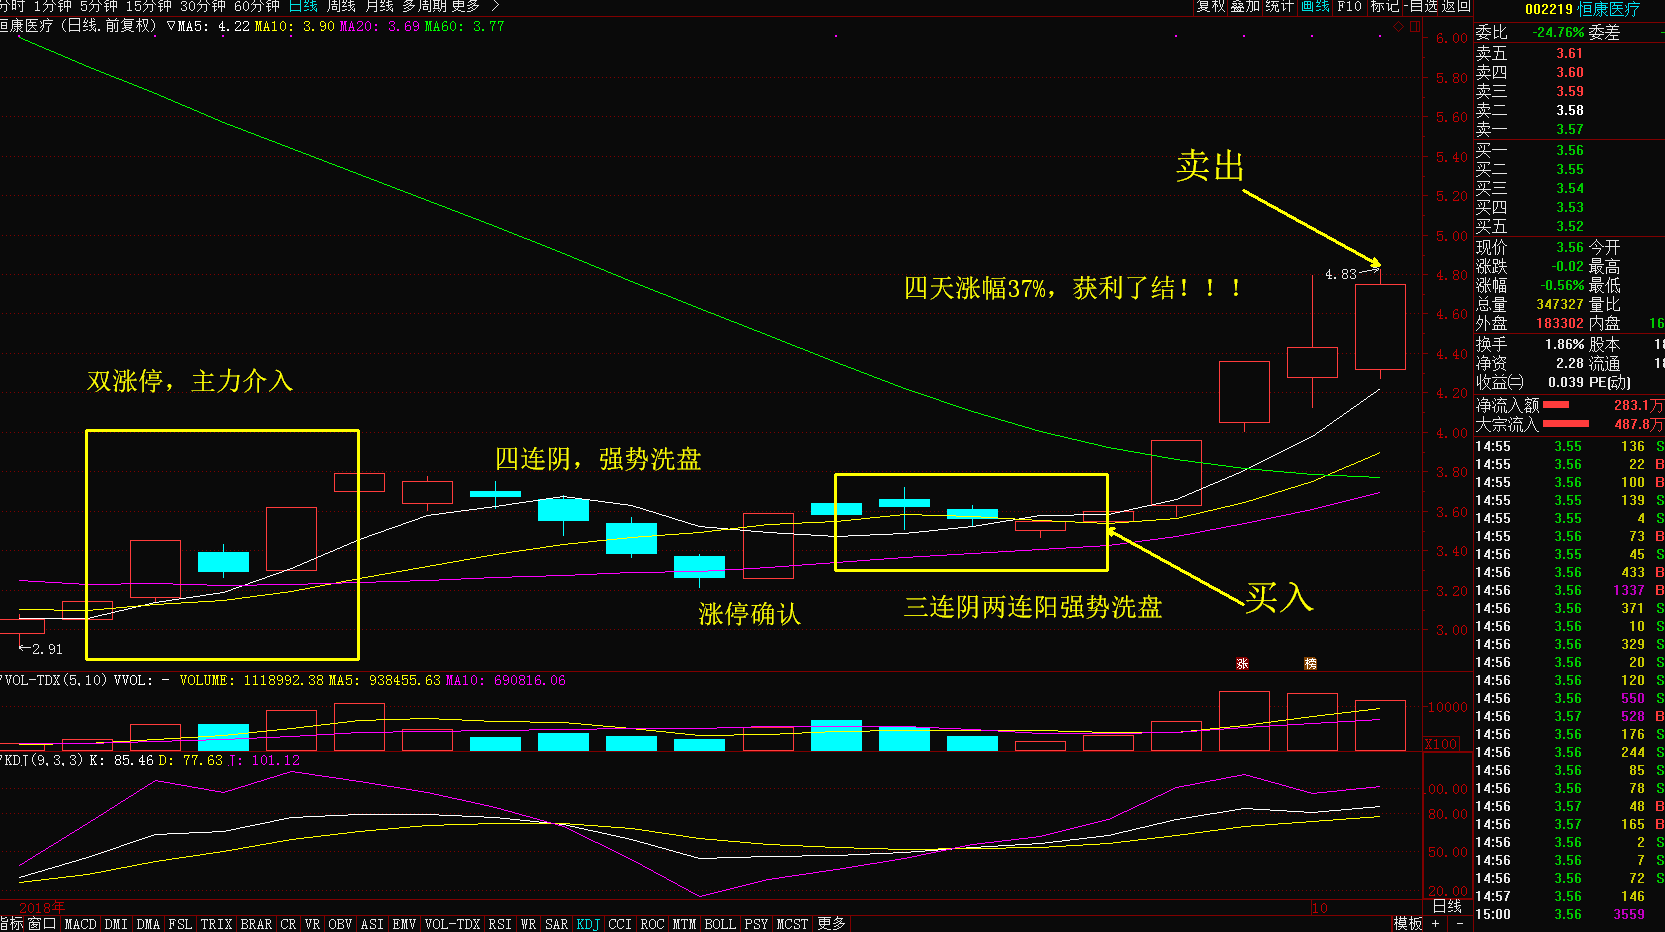 分时 1分钟 5分钟 15分钟 30分钟 60分钟 日线 周线 月线 多周期 更多 >
复权 叠加 统计 画线 F10 标记 -自选 返回
恒康医疗 (日线.前复权) ▽MA5: 4.22 MA10: 3.90 MA20: 3.69 MA60: 3.77
6.00
5.80
5.60
5.40
5.20
5.00
4.80
4.60
4.40
4.20
4.00
3.80
3.60
3.40
3.20
3.00
卖出
4.83
四天涨幅37%，获利了结！！！
双涨停，主力介入
四连阴，强势洗盘
涨停确认
三连阴两连阳强势洗盘
买入
←2.91
涨
榜
VOL-TDX(5,10) VVOL: - VOLUME: 1118992.38 MA5: 938455.63 MA10: 690816.06
10000
X100
KDJ(9,3,3) K: 85.46 D: 77.63 J: 101.12
100.00
80.00
50.00
20.00
2018年
10
日线
指标 窗口 MACD DMI DMA FSL TRIX BRAR CR VR OBV ASI EMV VOL-TDX RSI WR SAR KDJ CCI ROC MTM BOLL PSY MCST 更多
模板 + -
002219 恒康医疗
委比 -24.76% 委差
卖五 3.61
卖四 3.60
卖三 3.59
卖二 3.58
卖一 3.57
买一 3.56
买二 3.55
买三 3.54
买四 3.53
买五 3.52
现价 3.56 今开
涨跌 -0.02 最高
涨幅 -0.56% 最低
总量 347327 量比
外盘 183302 内盘 16
换手 1.86% 股本 18
净资 2.28 流通 18
收益㈡ 0.039 PE(动)
净流入额 283.1万
大宗流入 487.8万
14:55 3.55 136 S
14:55 3.56 22 B
14:55 3.56 100 B
14:55 3.55 139 S
14:55 3.55 4 S
14:55 3.56 73 B
14:56 3.55 45 S
14:56 3.56 433 B
14:56 3.56 1337 B
14:56 3.56 371 S
14:56 3.56 10 S
14:56 3.56 329 S
14:56 3.56 20 S
14:56 3.56 120 S
14:56 3.56 550 S
14:56 3.57 528 B
14:56 3.56 176 S
14:56 3.56 244 S
14:56 3.56 85 S
14:56 3.56 78 S
14:56 3.57 48 B
14:56 3.57 165 B
14:56 3.56 2 S
14:56 3.56 7 S
14:56 3.56 72 S
14:57 3.56 146
15:00 3.56 3559